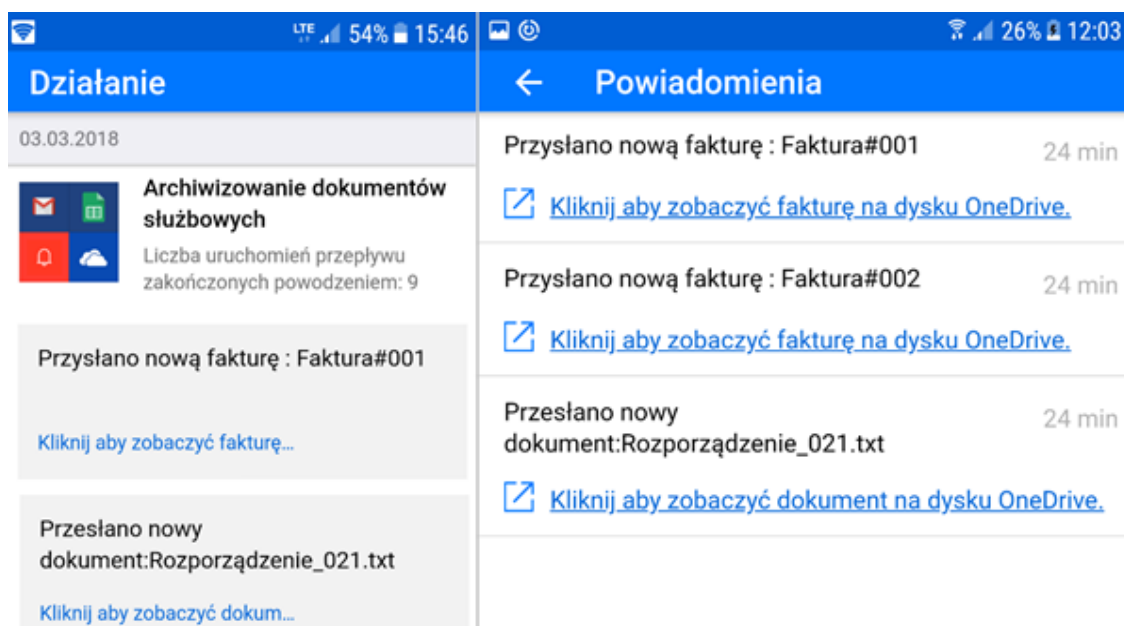 LTE 54% 15:46
Działanie
03.03.2018
Archiwizowanie dokumentów
służbowych
Liczba uruchomień przepływu
zakończonych powodzeniem: 9
Przysłano nową fakturę : Faktura#001
Kliknij aby zobaczyć fakturę...
Przesłano nowy
dokument:Rozporządzenie_021.txt
Kliknij aby zobaczyć dokum...
26% 12:03
Powiadomienia
Przysłano nową fakturę : Faktura#001
24 min
Kliknij aby zobaczyć fakturę na dysku OneDrive.
Przysłano nową fakturę : Faktura#002
24 min
Kliknij aby zobaczyć fakturę na dysku OneDrive.
Przesłano nowy
24 min
dokument:Rozporządzenie_021.txt
Kliknij aby zobaczyć dokument na dysku OneDrive.